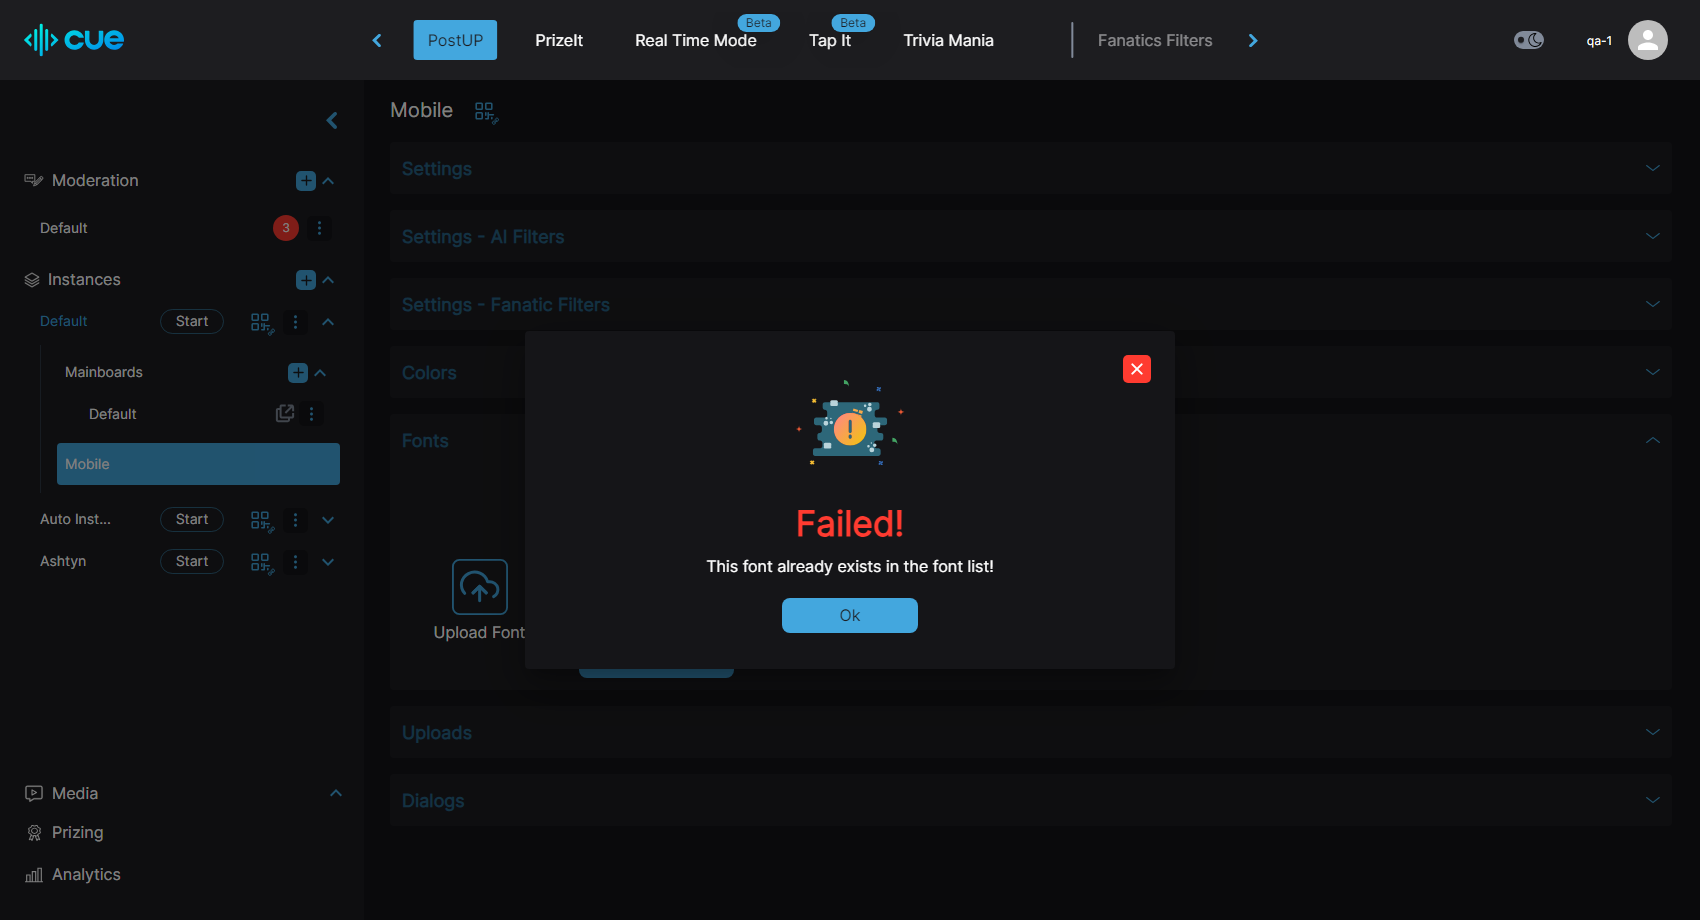 cue
PostUP
PrizeIt
Real Time Mode
Beta
Tap It
Beta
Trivia Mania
Fanatics Filters
qa-1
Moderation
Default
3
Instances
Default
Start
Mainboards
Default
Mobile
Auto Inst...
Start
Ashtyn
Start
Media
Prizing
Analytics
Mobile
Settings
Settings - AI Filters
Settings - Fanatic Filters
Colors
Fonts
Upload Font
Uploads
Dialogs
Failed!
This font already exists in the font list!
Ok